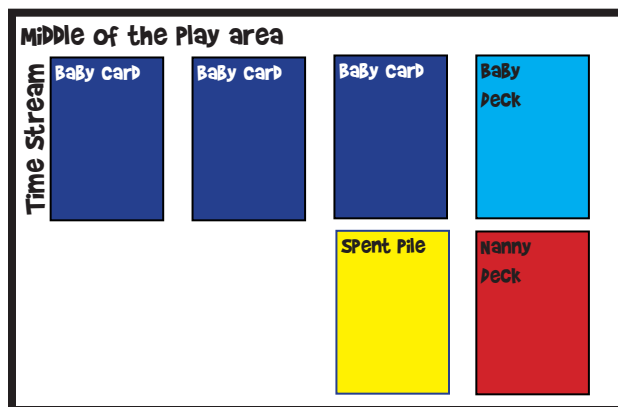 Middle of the Play area
Time Stream
Baby Card
Baby Card
Baby Card
Baby
Deck
Spent Pile
Nanny
Deck